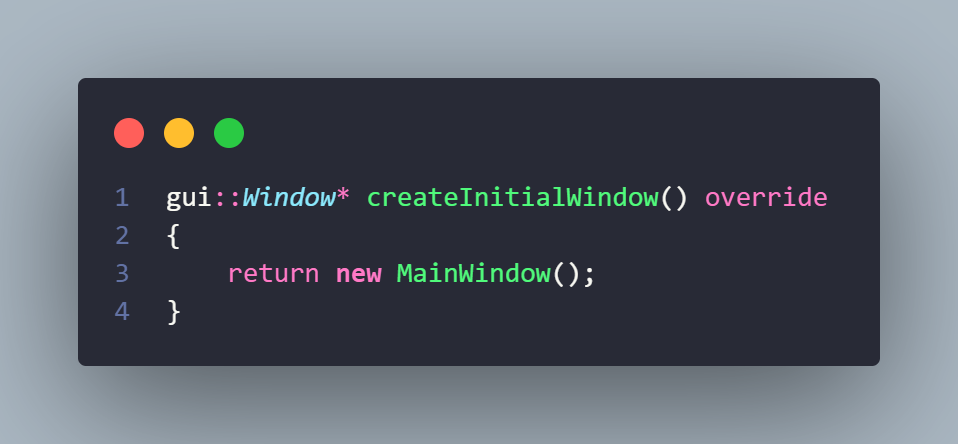 1 gui::Window* createInitialWindow() override
2 {
3     return new MainWindow();
4 }